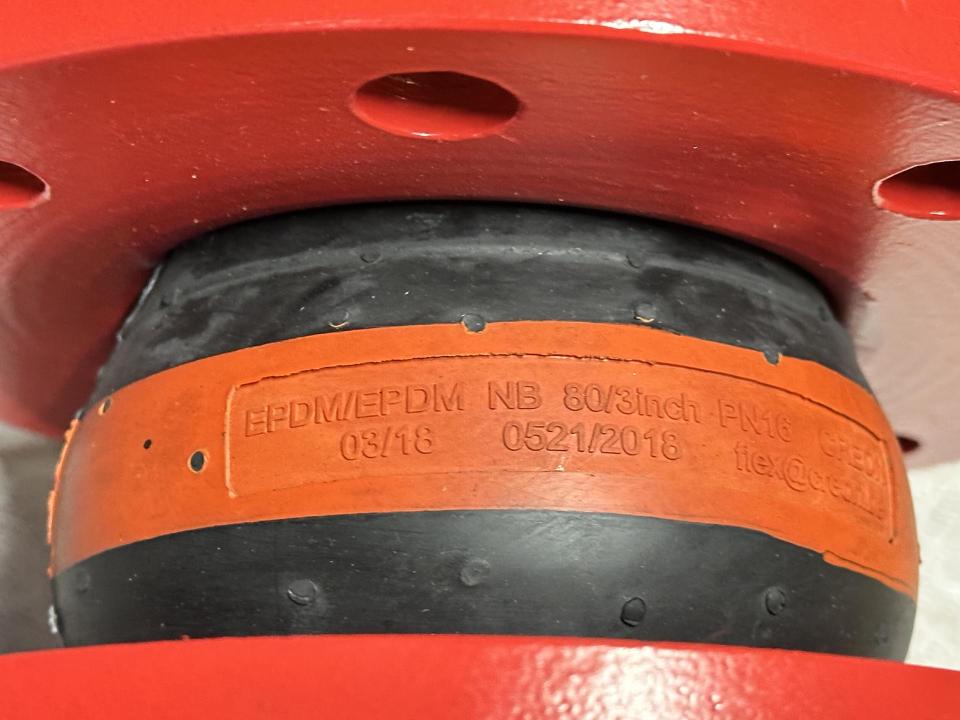 EPDM/EPDM NB 80/3inch PN16
03/18 0521/2018